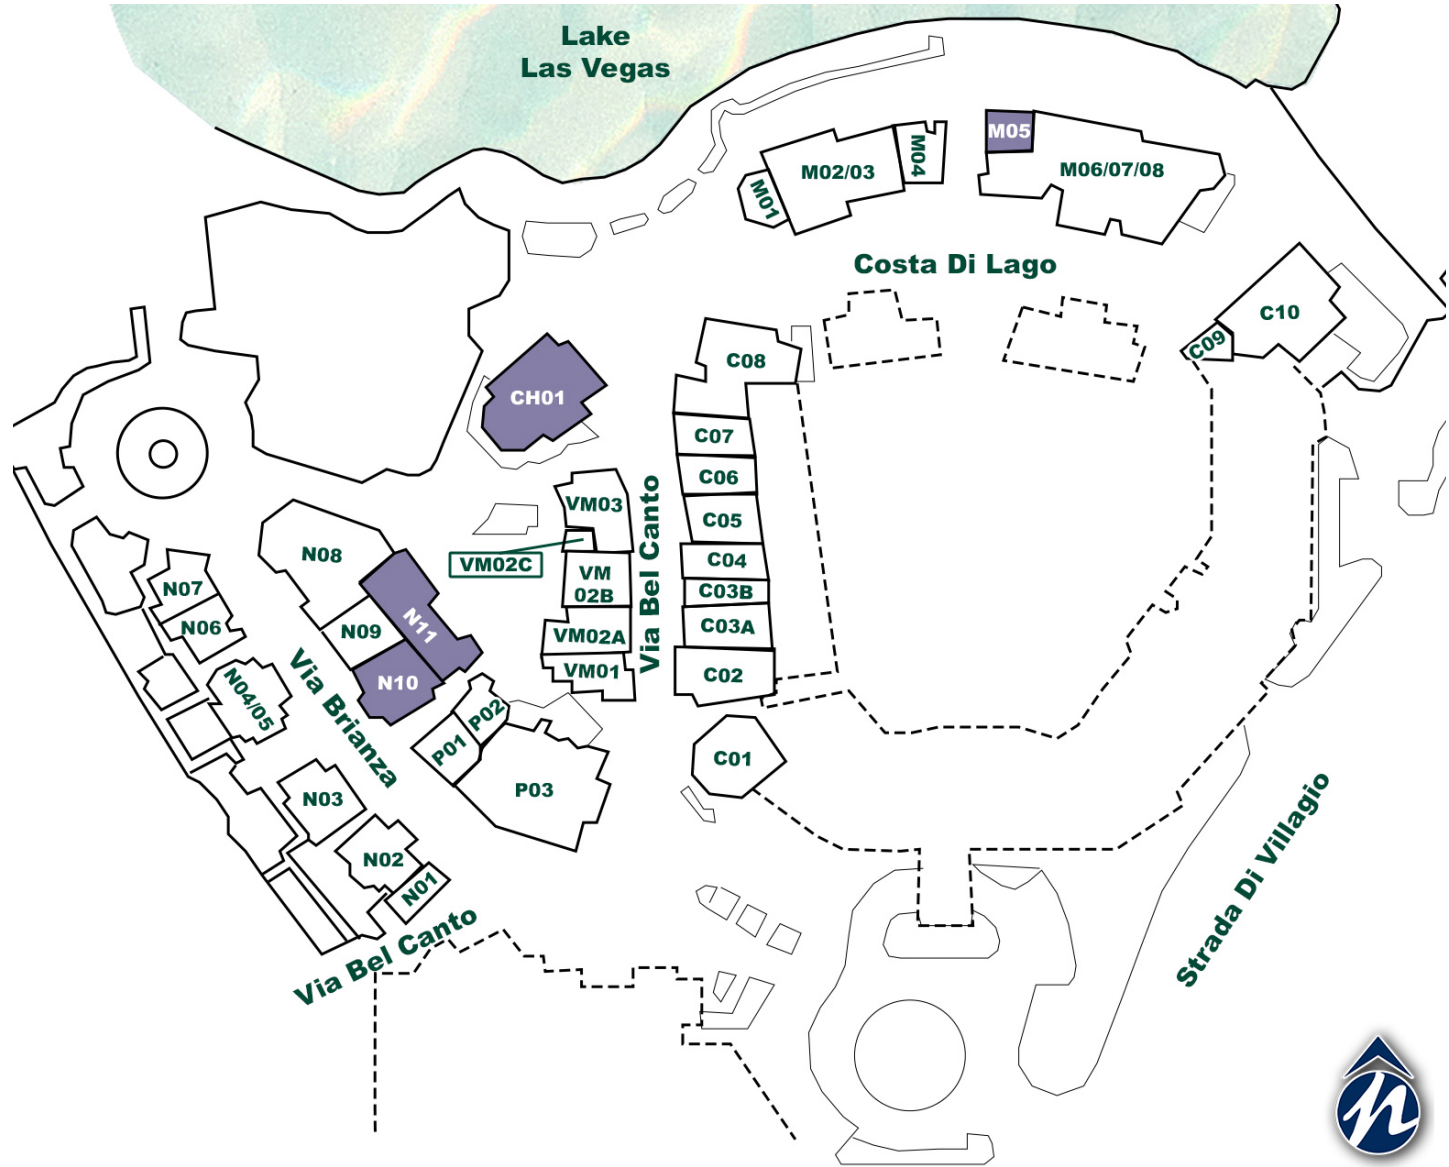 Lake
Las Vegas
M05
M04
M02/03
M06/07/08
M01
Costa Di Lago
C10
C09
C08
CH01
C07
C06
VM03
C05
Via Bel Canto
N08
VM02C
C04
VM
02B
C03B
N07
N06
N09
N11
VM02A
C03A
VM01
C02
N10
N04/05
Via Brianza
P02
P01
C01
P03
N03
N02
N01
Strada Di Villagio
Via Bel Canto
n